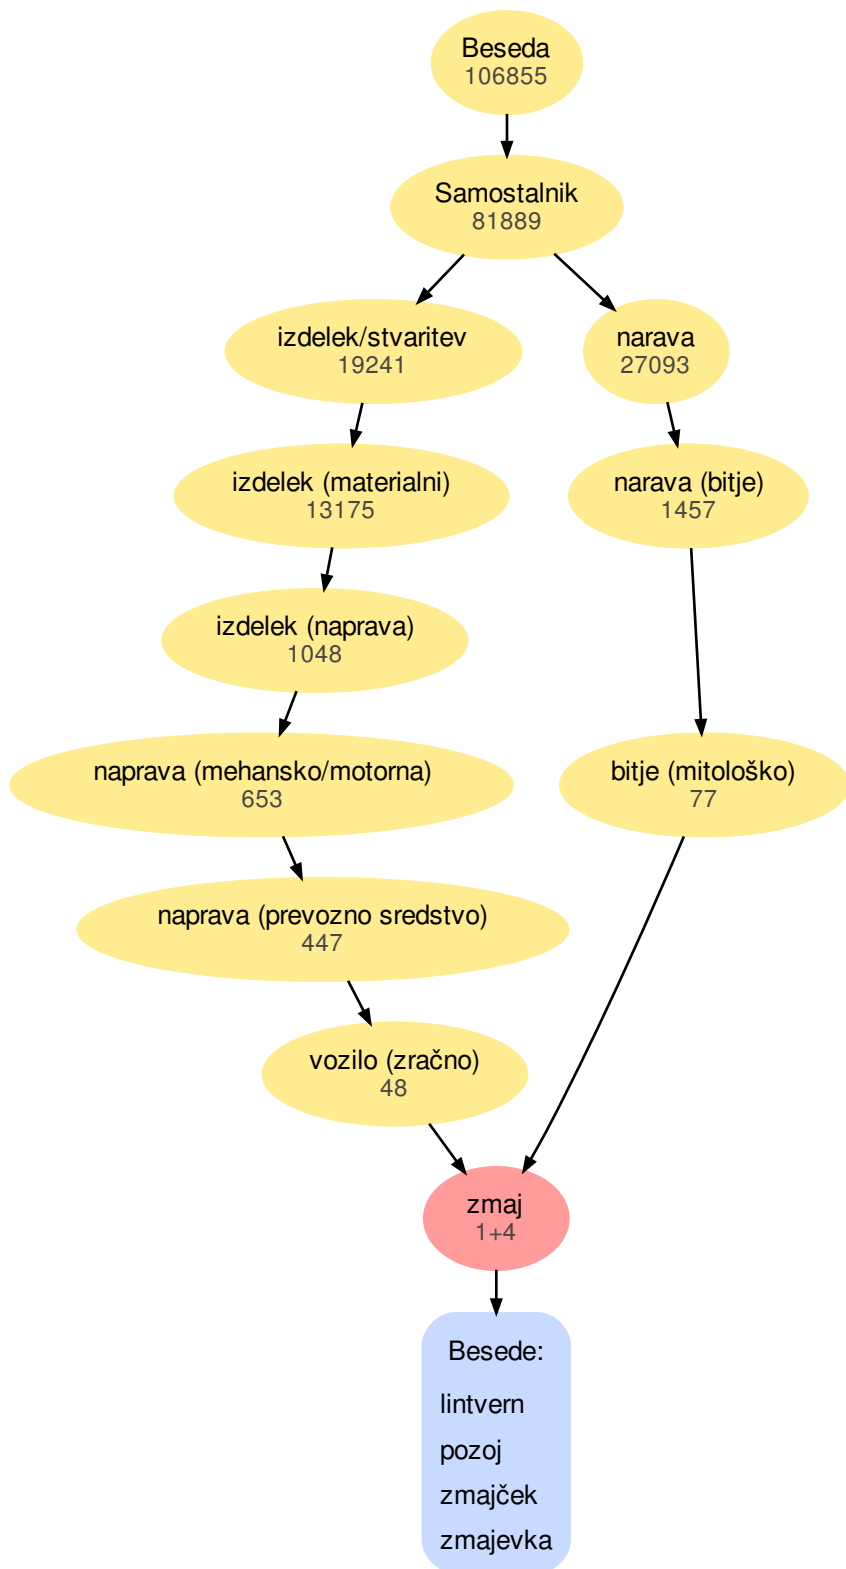 Beseda
106855
Samostalnik
81889
izdelek/stvaritev
19241
narava
27093
izdelek (materialni)
13175
narava (bitje)
1457
izdelek (naprava)
1048
naprava (mehansko/motorna)
653
bitje (mitološko)
77
naprava (prevozno sredstvo)
447
vozilo (zračno)
48
zmaj
1+4
Besede:
lintvern
pozoj
zmajček
zmajevka